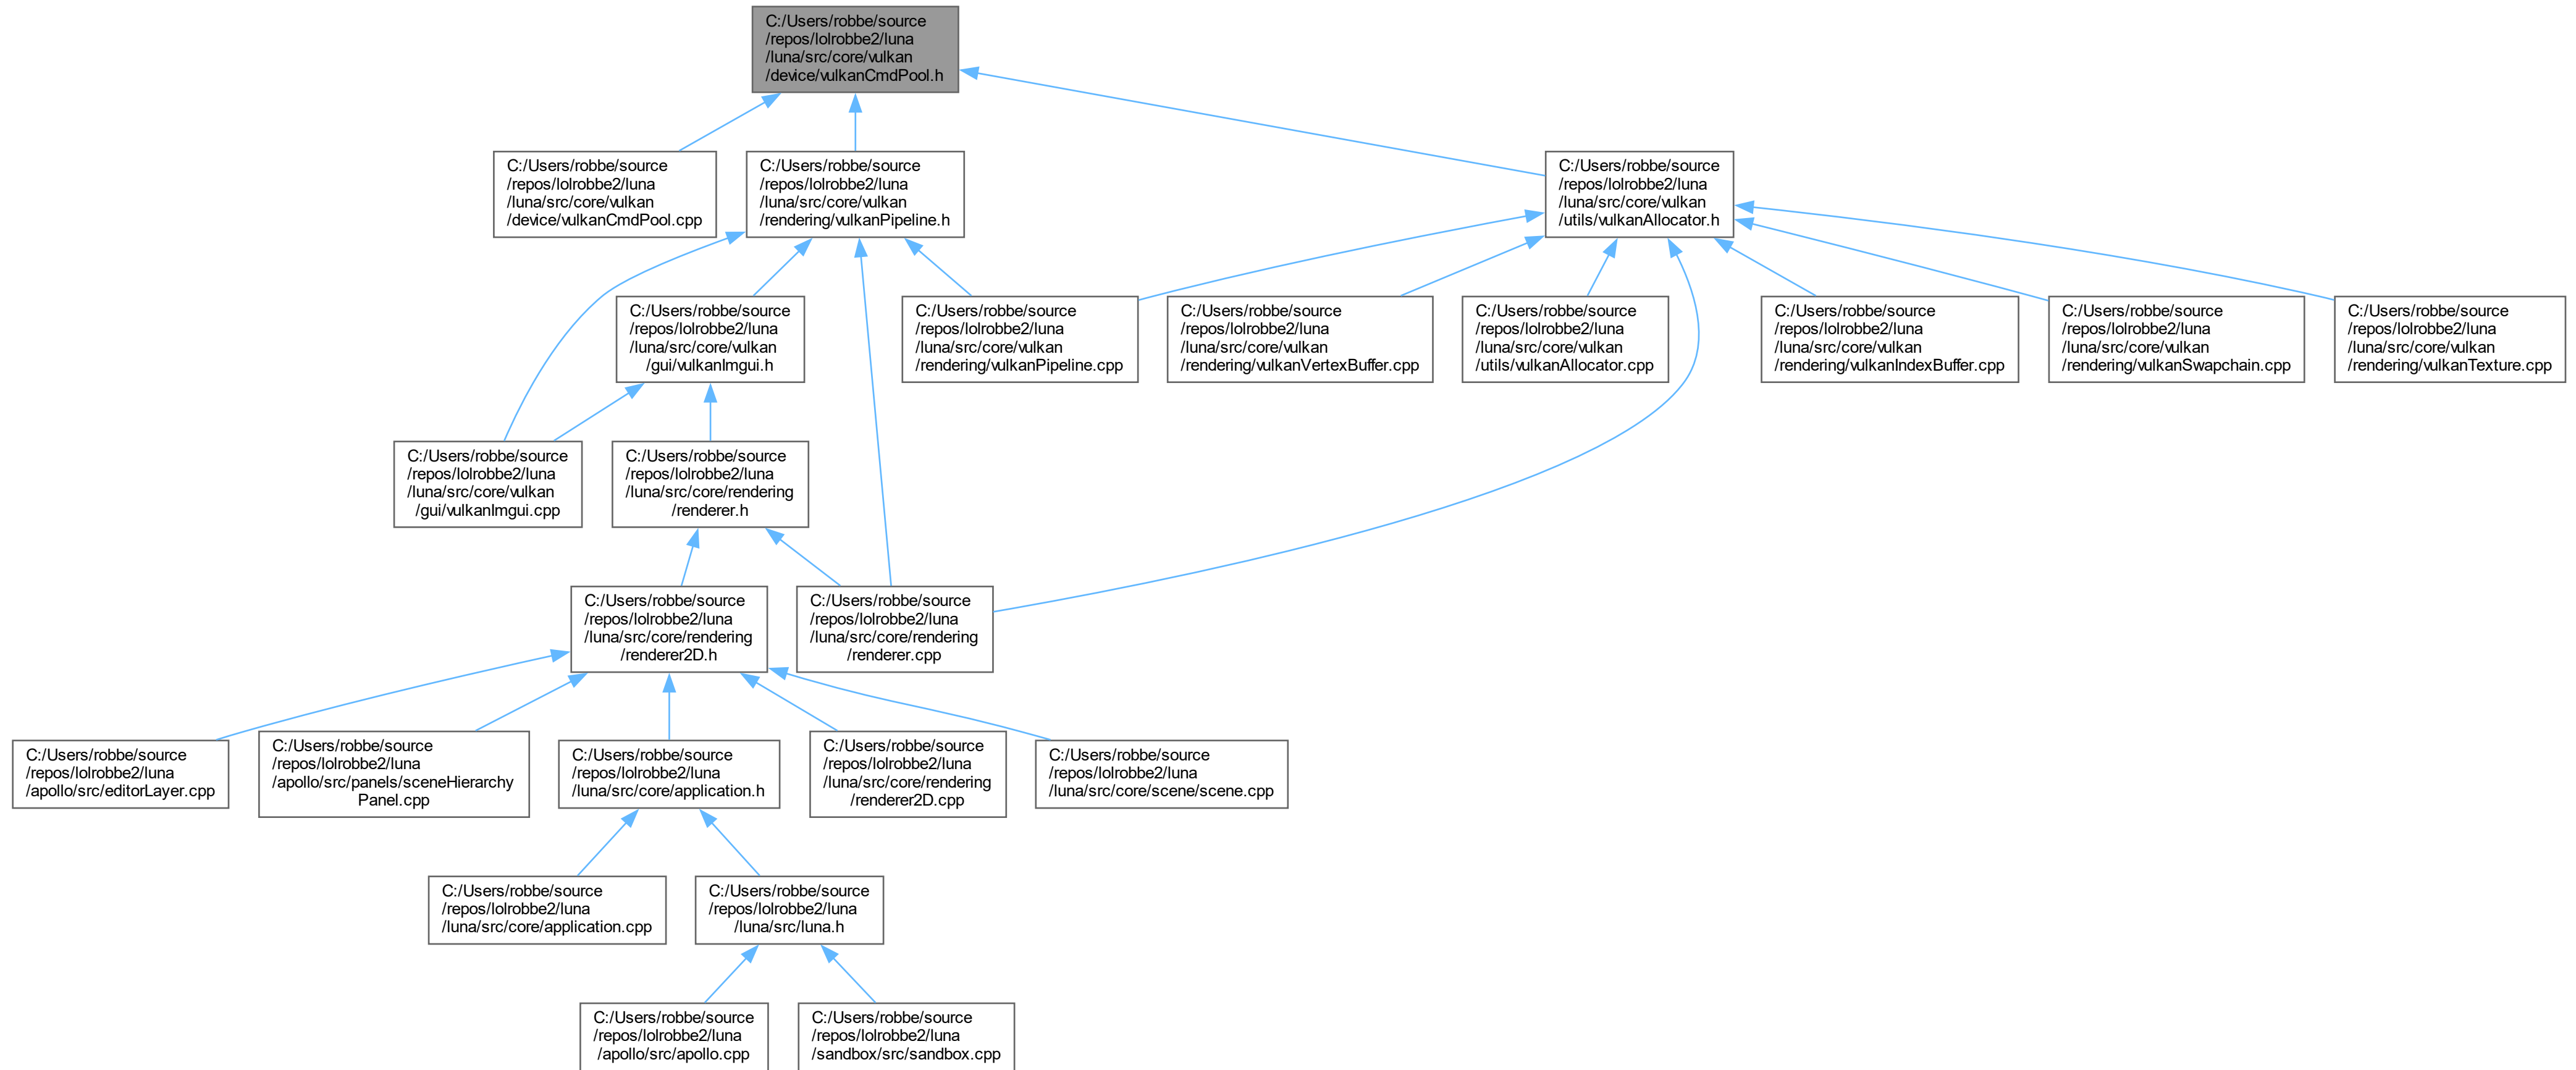 C:/Users/robbe/source
/repos/lolrobbe2/luna
/luna/src/core/vulkan
/device/vulkanCmdPool.h
C:/Users/robbe/source
/repos/lolrobbe2/luna
/luna/src/core/vulkan
/device/vulkanCmdPool.cpp
C:/Users/robbe/source
/repos/lolrobbe2/luna
/luna/src/core/vulkan
/rendering/vulkanPipeline.h
C:/Users/robbe/source
/repos/lolrobbe2/luna
/luna/src/core/vulkan
/utils/vulkanAllocator.h
C:/Users/robbe/source
/repos/lolrobbe2/luna
/luna/src/core/vulkan
/gui/vulkanImgui.h
C:/Users/robbe/source
/repos/lolrobbe2/luna
/luna/src/core/vulkan
/rendering/vulkanPipeline.cpp
C:/Users/robbe/source
/repos/lolrobbe2/luna
/luna/src/core/vulkan
/rendering/vulkanVertexBuffer.cpp
C:/Users/robbe/source
/repos/lolrobbe2/luna
/luna/src/core/vulkan
/utils/vulkanAllocator.cpp
C:/Users/robbe/source
/repos/lolrobbe2/luna
/luna/src/core/vulkan
/rendering/vulkanIndexBuffer.cpp
C:/Users/robbe/source
/repos/lolrobbe2/luna
/luna/src/core/vulkan
/rendering/vulkanSwapchain.cpp
C:/Users/robbe/source
/repos/lolrobbe2/luna
/luna/src/core/vulkan
/rendering/vulkanTexture.cpp
C:/Users/robbe/source
/repos/lolrobbe2/luna
/luna/src/core/vulkan
/gui/vulkanImgui.cpp
C:/Users/robbe/source
/repos/lolrobbe2/luna
/luna/src/core/rendering
/renderer.h
C:/Users/robbe/source
/repos/lolrobbe2/luna
/luna/src/core/rendering
/renderer2D.h
C:/Users/robbe/source
/repos/lolrobbe2/luna
/luna/src/core/rendering
/renderer.cpp
C:/Users/robbe/source
/repos/lolrobbe2/luna
/apollo/src/editorLayer.cpp
C:/Users/robbe/source
/repos/lolrobbe2/luna
/apollo/src/panels/sceneHierarchy
Panel.cpp
C:/Users/robbe/source
/repos/lolrobbe2/luna
/luna/src/core/application.h
C:/Users/robbe/source
/repos/lolrobbe2/luna
/luna/src/core/rendering
/renderer2D.cpp
C:/Users/robbe/source
/repos/lolrobbe2/luna
/luna/src/core/scene/scene.cpp
C:/Users/robbe/source
/repos/lolrobbe2/luna
/luna/src/core/application.cpp
C:/Users/robbe/source
/repos/lolrobbe2/luna
/luna/src/luna.h
C:/Users/robbe/source
/repos/lolrobbe2/luna
/apollo/src/apollo.cpp
C:/Users/robbe/source
/repos/lolrobbe2/luna
/sandbox/src/sandbox.cpp